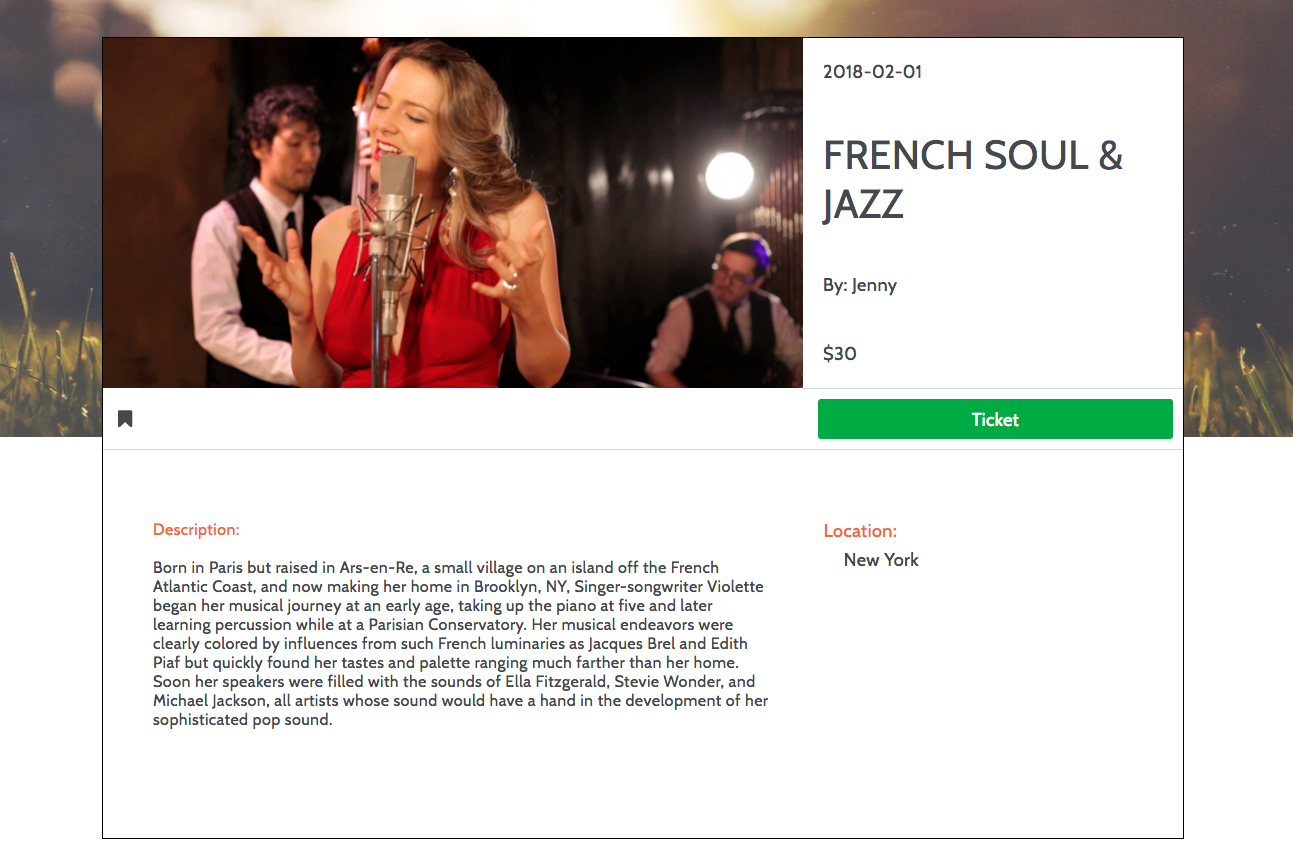 2018-02-01
FRENCH SOUL &
JAZZ
By: Jenny
$30
Ticket
Description:
Born in Paris but raised in Ars-en-Re, a small village on an island off the French
Atlantic Coast, and now making her home in Brooklyn, NY, Singer-songwriter Violette
began her musical journey at an early age, taking up the piano at five and later
learning percussion while at a Parisian Conservatory. Her musical endeavors were
clearly colored by influences from such French luminaries as Jacques Brel and Edith
Piaf but quickly found her tastes and palette ranging much farther than her home.
Soon her speakers were filled with the sounds of Ella Fitzgerald, Stevie Wonder, and
Michael Jackson, all artists whose sound would have a hand in the development of her
sophisticated pop sound.
Location:
New York